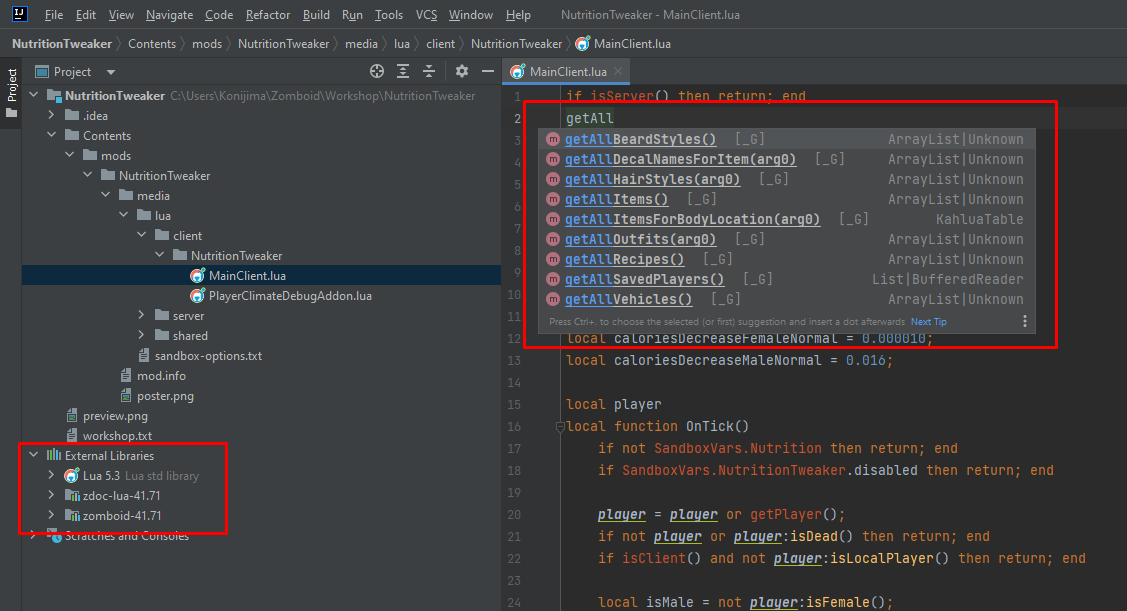 File Edit View Navigate Code Refactor Build Run Tools VCS Window Help NutritionTweaker - MainClient.lua
NutritionTweaker Contents mods NutritionTweaker media lua client NutritionTweaker MainClient.lua
Project
Project
NutritionTweaker C:\Users\Konijima\Zomboid\Workshop\NutritionTweaker
.idea
Contents
mods
NutritionTweaker
media
lua
client
NutritionTweaker
MainClient.lua
PlayerClimateDebugAddon.lua
server
shared
sandbox-options.txt
mod.info
poster.png
preview.png
workshop.txt
External Libraries
Lua 5.3 Lua std library
zdoc-lua-41.71
zomboid-41.71
Scratches and Consoles
MainClient.lua
1 if isServer() then return; end
2 getAll
3
4
5
6
7
8
9
10
11
getAllBeardStyles() [_G] ArrayList|Unknown
getAllDecalNamesForItem(arg0) [_G] ArrayList|Unknown
getAllHairStyles(arg0) [_G] ArrayList|Unknown
getAllItems() [_G] ArrayList|Unknown
getAllItemsForBodyLocation(arg0) [_G] KahluaTable
getAllOutfits(arg0) [_G] ArrayList|Unknown
getAllRecipes() [_G] ArrayList|Unknown
getAllSavedPlayers() [_G] List|BufferedReader
getAllVehicles() [_G] ArrayList|Unknown
Press Ctrl+. to choose the selected (or first) suggestion and insert a dot afterwards Next Tip
12 local caloriesDecreaseFemaleNormal = 0.000010;
13 local caloriesDecreaseMaleNormal = 0.016;
14
15 local player
16 local function OnTick()
17 if not SandboxVars.Nutrition then return; end
18 if SandboxVars.NutritionTweaker.disabled then return; end
19
20 player = player or getPlayer();
21 if not player or player:isDead() then return; end
22 if isClient() and not player:isLocalPlayer() then return; end
23
24 local isMale = not player:isFemale();